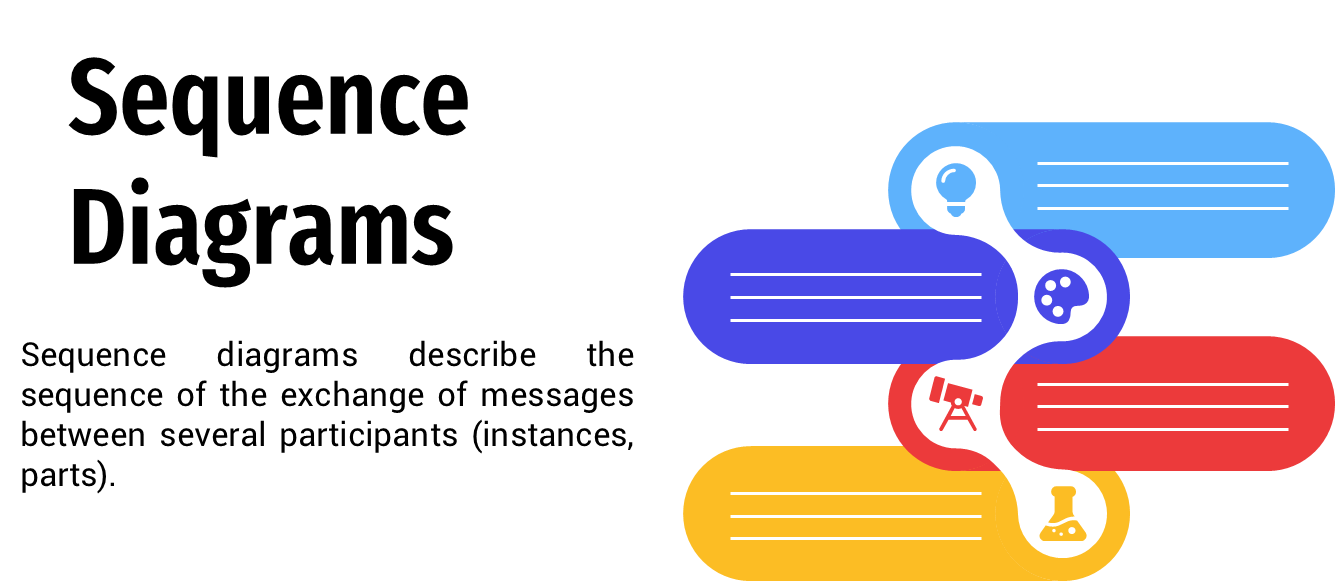 Sequence
Diagrams
Sequence diagrams describe the
sequence of the exchange of messages
between several participants (instances,
parts).